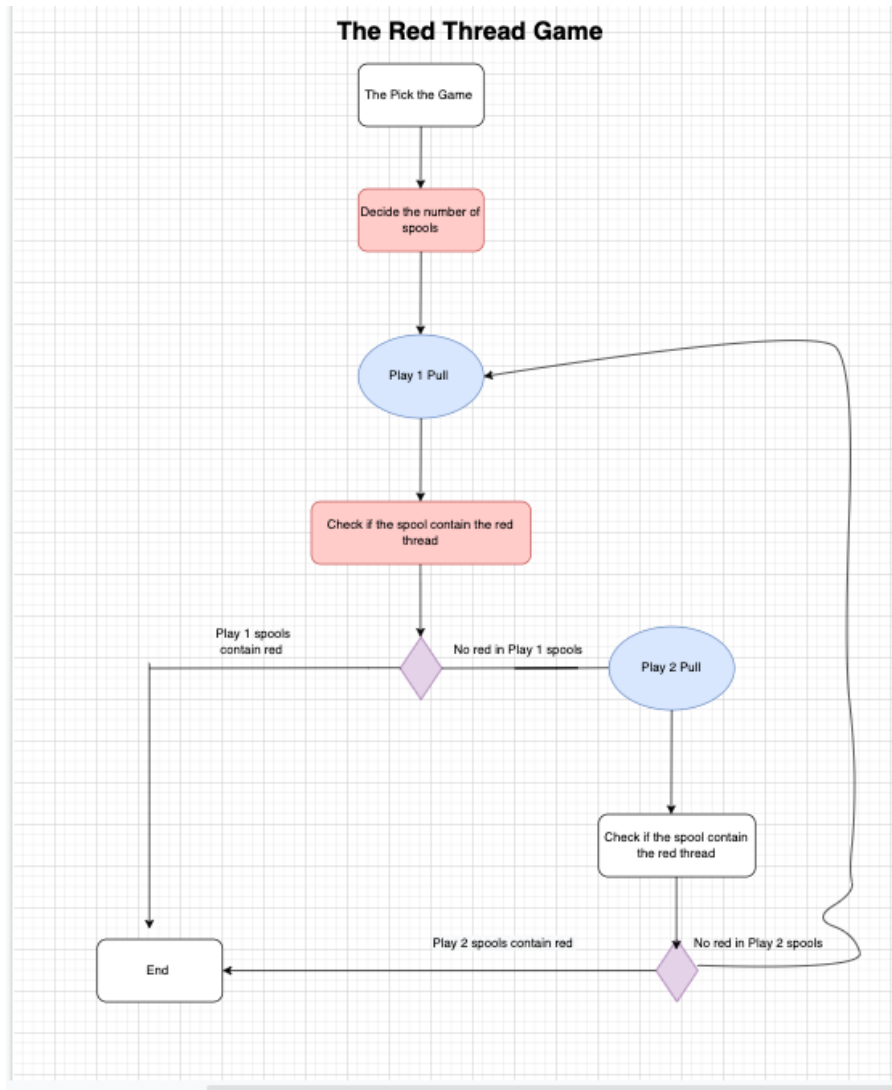 The Red Thread Game
The Pick the Game
Decide the number of
spools
Play 1 Pull
Check if the spool contain the red
thread
Play 1 spools
contain red
No red in Play 1 spools
Play 2 Pull
Check if the spool contain
the red thread
Play 2 spools contain red
No red in Play 2 spools
End